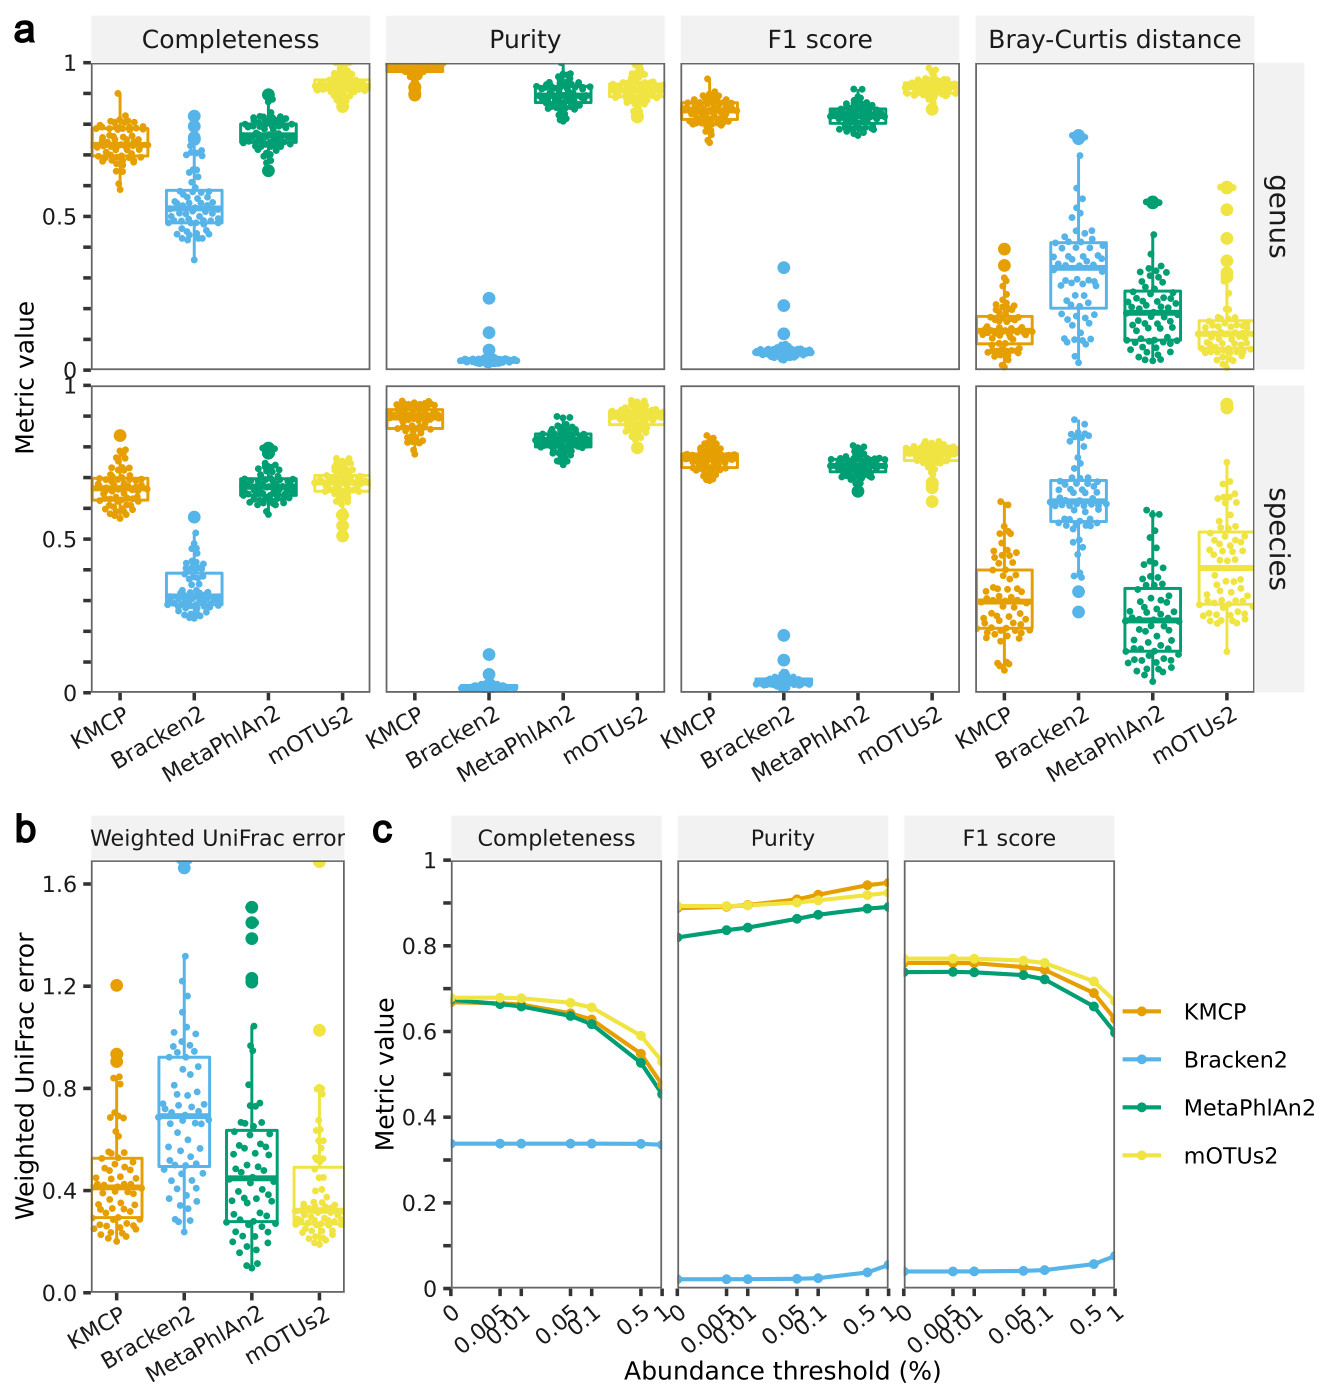 a
Completeness
Purity
F1 score
Bray-Curtis distance
Metric value
1
0.5
0
genus
1
0.5
0
species
KMCP
Bracken2
MetaPhlAn2
mOTUs2
KMCP
Bracken2
MetaPhlAn2
mOTUs2
KMCP
Bracken2
MetaPhlAn2
mOTUs2
KMCP
Bracken2
MetaPhlAn2
mOTUs2
b
Weighted UniFrac error
Weighted UniFrac error
1.6
1.2
0.8
0.4
0.0
KMCP
Bracken2
MetaPhlAn2
mOTUs2
c
Completeness
Purity
F1 score
Metric value
1
0.8
0.6
0.4
0.2
0
0
0.005
0.01
0.05
0.1
0.5
1
0
0.005
0.01
0.05
0.1
0.5
1
0
0.005
0.01
0.05
0.1
0.5
1
Abundance threshold (%)
KMCP
Bracken2
MetaPhlAn2
mOTUs2